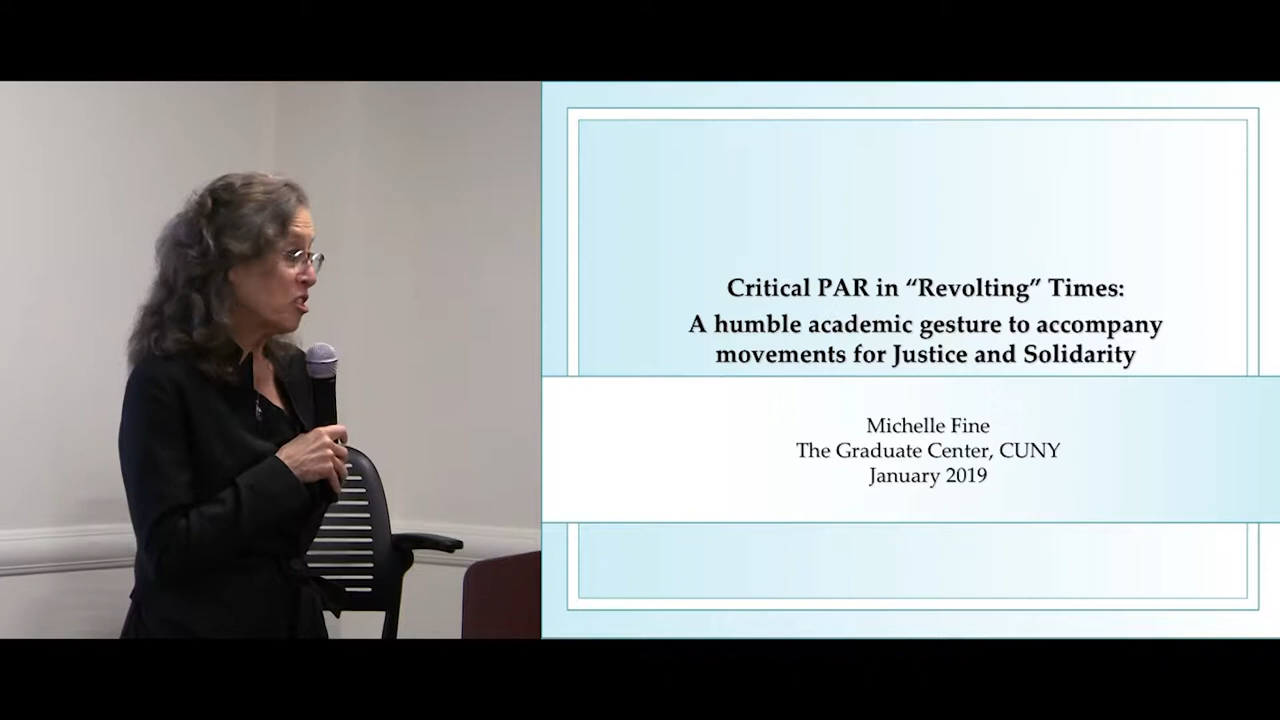 Critical PAR in “Revolting” Times:
A humble academic gesture to accompany
movements for Justice and Solidarity
Michelle Fine
The Graduate Center, CUNY
January 2019